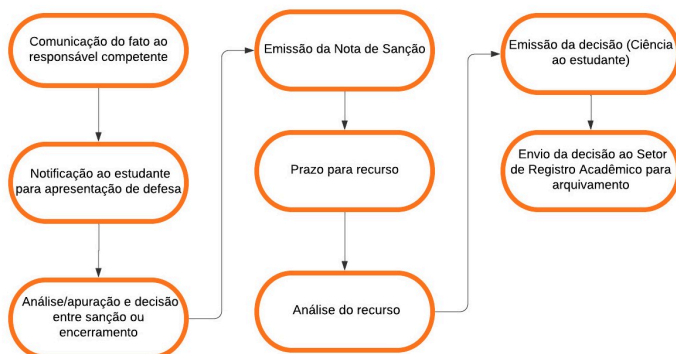 Comunicação do fato ao
responsável competente
Notificação ao estudante
para apresentação de defesa
Análise/apuração e decisão
entre sanção ou
encerramento
Emissão da Nota de Sanção
Prazo para recurso
Análise do recurso
Emissão da decisão (Ciência
ao estudante)
Envio da decisão ao Setor
de Registro Acadêmico para
arquivamento